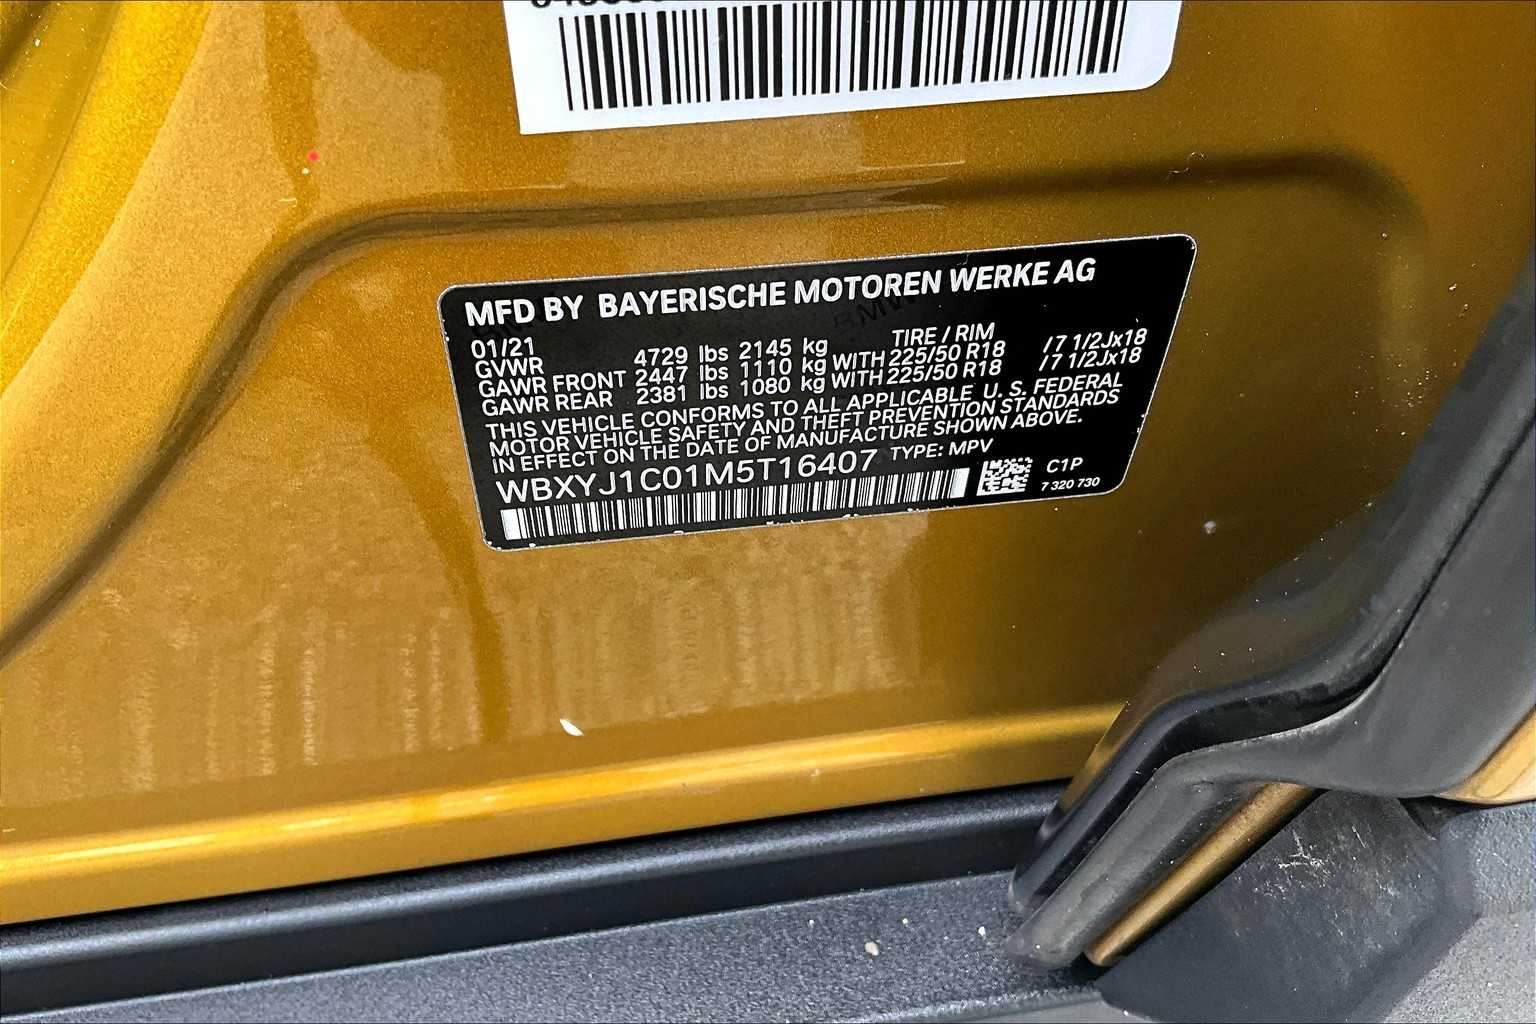 MFD BY BAYERISCHE MOTOREN WERKE AG
01/21 TIRE / RIM
GVWR 4729 lbs 2145 kg
GAWR FRONT 2447 lbs 1110 kg WITH 225/50 R18 /7 1/2Jx18
GAWR REAR 2381 lbs 1080 kg WITH 225/50 R18 /7 1/2Jx18
THIS VEHICLE CONFORMS TO ALL APPLICABLE U. S. FEDERAL
MOTOR VEHICLE SAFETY AND THEFT PREVENTION STANDARDS
IN EFFECT ON THE DATE OF MANUFACTURE SHOWN ABOVE.
WBXYJ1C01M5T16407 TYPE: MPV
C1P
7 320 730